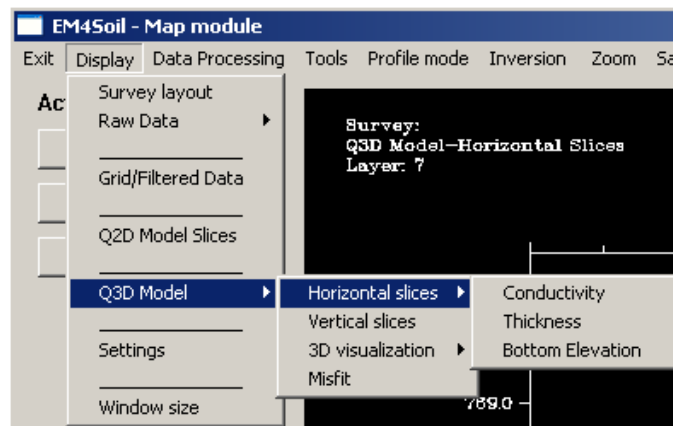 EM4Soil - Map module
Exit Display Data Processing Tools Profile mode Inversion Zoom Sa
Ac
Survey layout
Raw Data
Grid/Filtered Data
Q2D Model Slices
Q3D Model
Settings
Window size
Horizontal slices
Vertical slices
3D visualization
Misfit
Conductivity
Thickness
Bottom Elevation
Survey:
Q3D Model-Horizontal Slices
Layer: 7
769.0